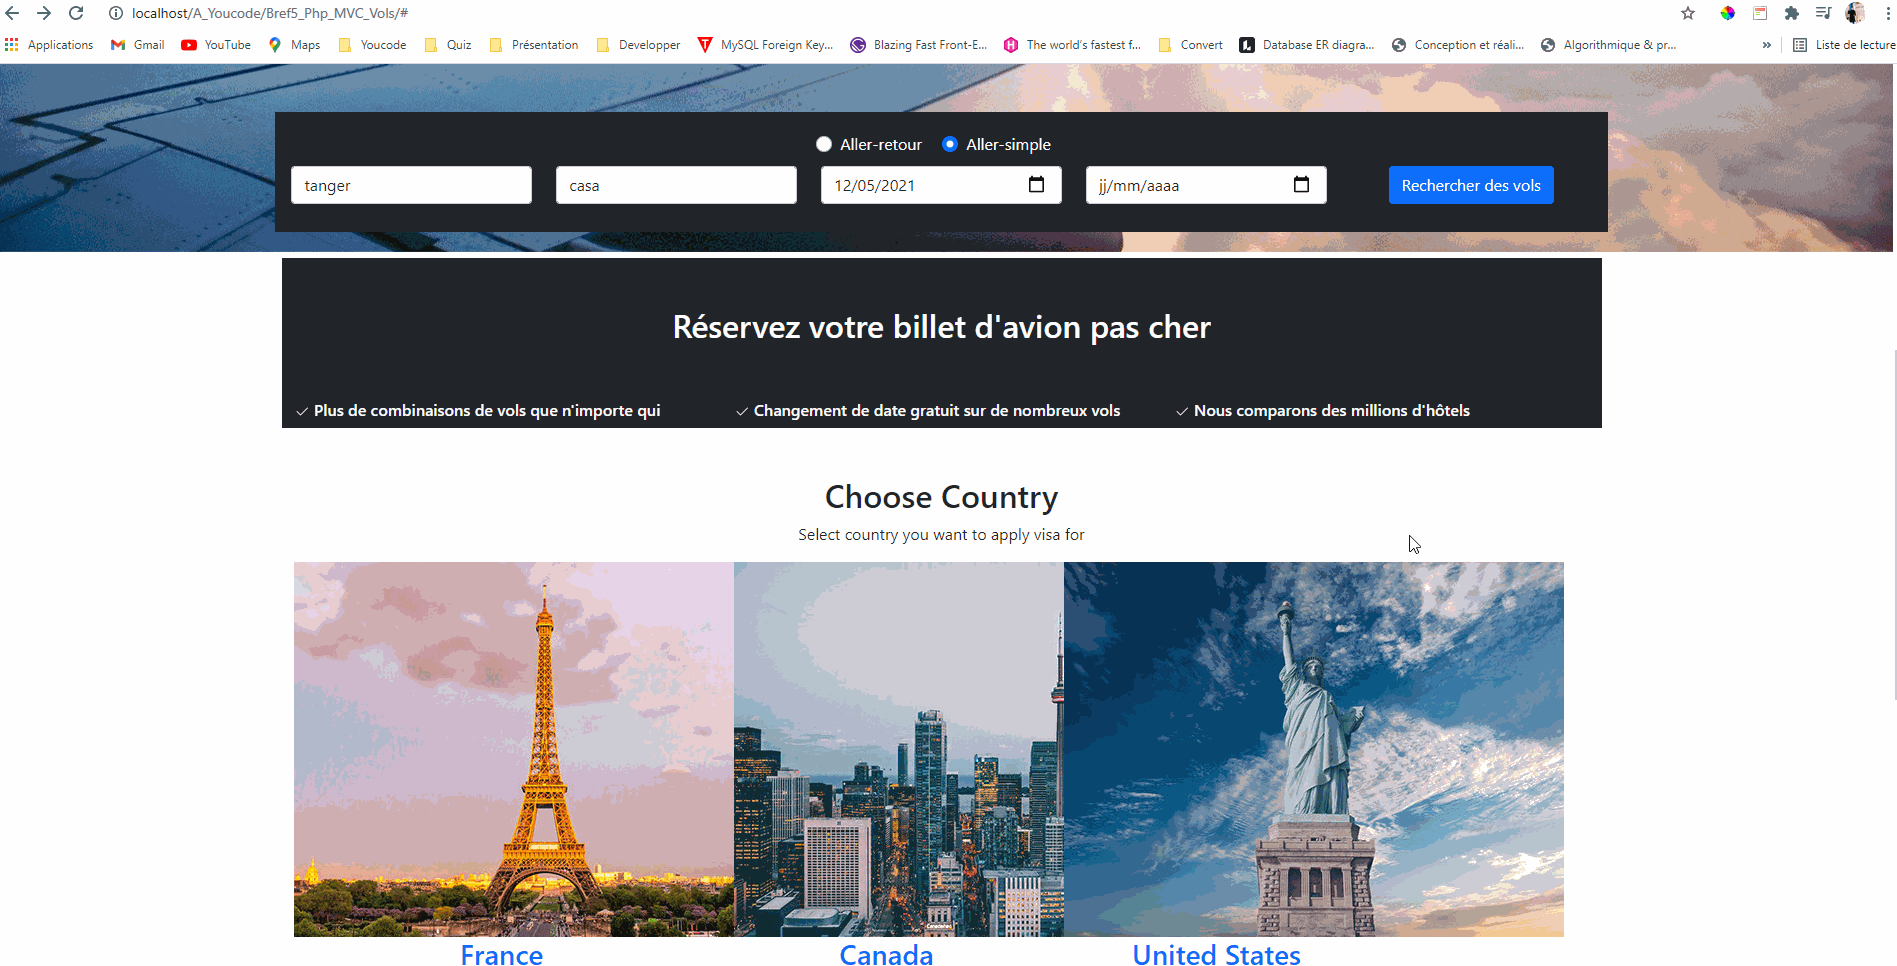 localhost/A_Youcode/Bref5_Php_MVC_Vols/#
Applications Gmail YouTube Maps Youcode Quiz Présentation Developper MySQL Foreign Key... Blazing Fast Front-E... The world's fastest f... Convert Database ER diagra... Conception et réali... Algorithmique & pr... » Liste de lecture
Aller-retour Aller-simple
tanger casa 12/05/2021 jj/mm/aaaa Rechercher des vols
Réservez votre billet d'avion pas cher
Plus de combinaisons de vols que n'importe qui Changement de date gratuit sur de nombreux vols Nous comparons des millions d'hôtels
Choose Country
Select country you want to apply visa for
France Canada United States